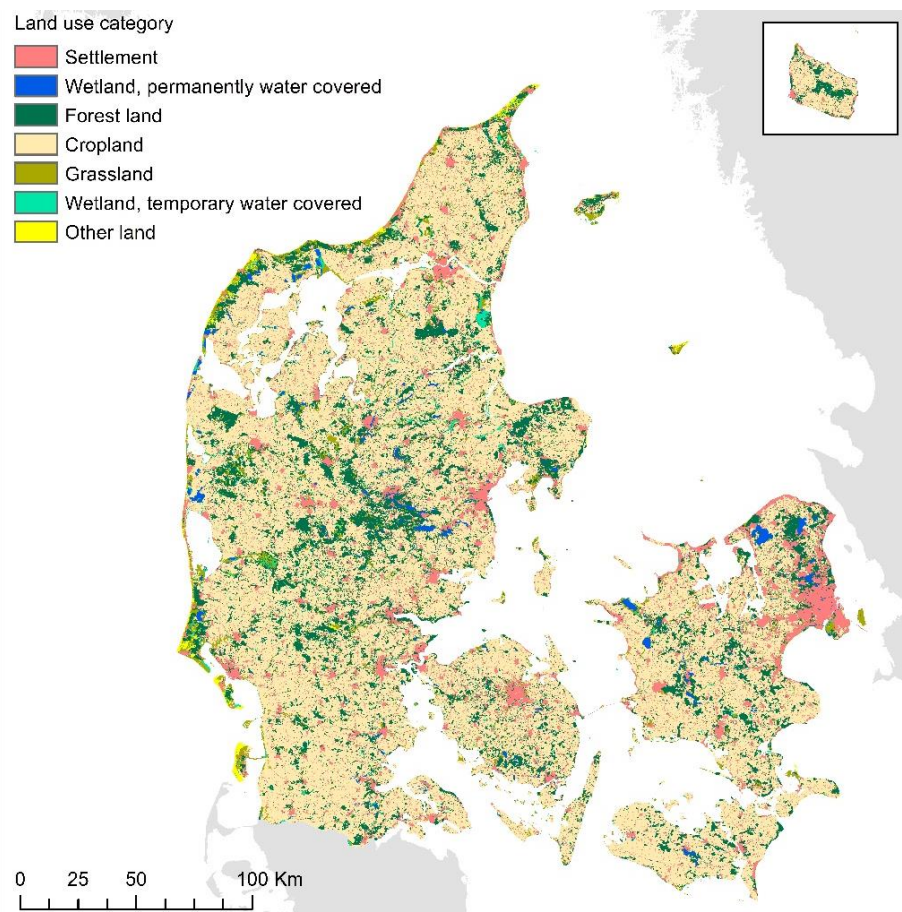 Land use category
Settlement
Wetland, permanently water covered
Forest land
Cropland
Grassland
Wetland, temporary water covered
Other land
0 25 50 100 Km